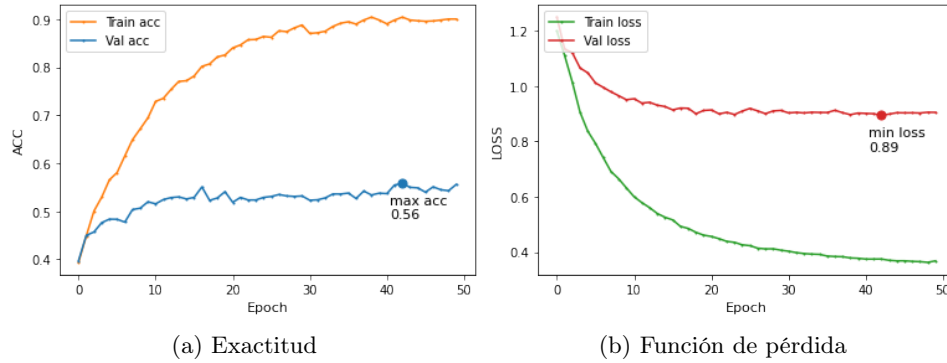 Train acc
Val acc
0.9
0.8
0.7
0.6
0.5
0.4
ACC
max acc
0.56
0 10 20 30 40 50
Epoch
(a) Exactitud
Train loss
Val loss
1.2
1.0
0.8
0.6
0.4
LOSS
min loss
0.89
0 10 20 30 40 50
Epoch
(b) Función de pérdida